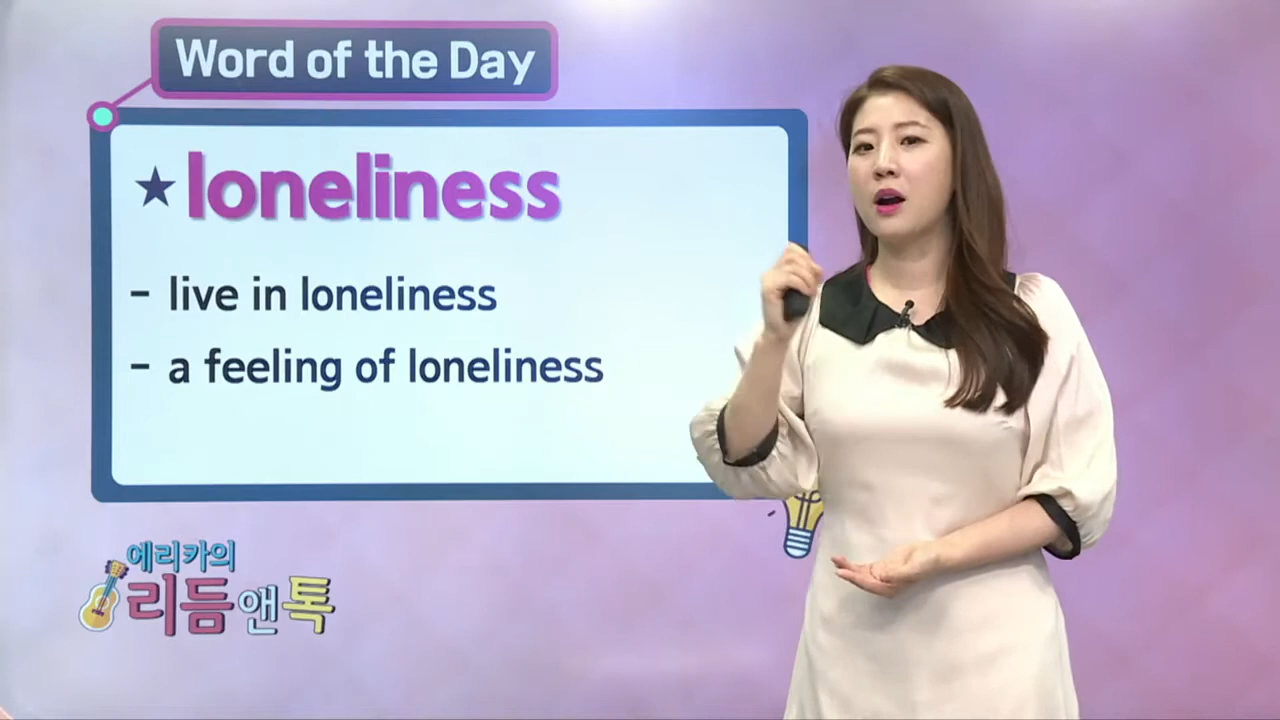 Word of the Day
★loneliness
- live in loneliness
- a feeling of loneliness
에리카의
리듬앤톡